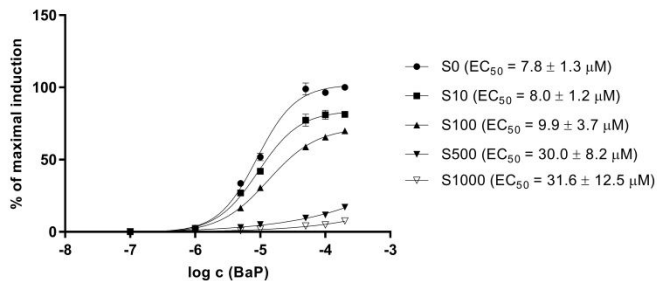 150
100
50
0
-8 -7 -6 -5 -4 -3
% of maximal induction
log c (BaP)
S0 (EC50 = 7.8 ± 1.3 μM)
S10 (EC50 = 8.0 ± 1.2 μM)
S100 (EC50 = 9.9 ± 3.7 μM)
S500 (EC50 = 30.0 ± 8.2 μM)
S1000 (EC50 = 31.6 ± 12.5 μM)